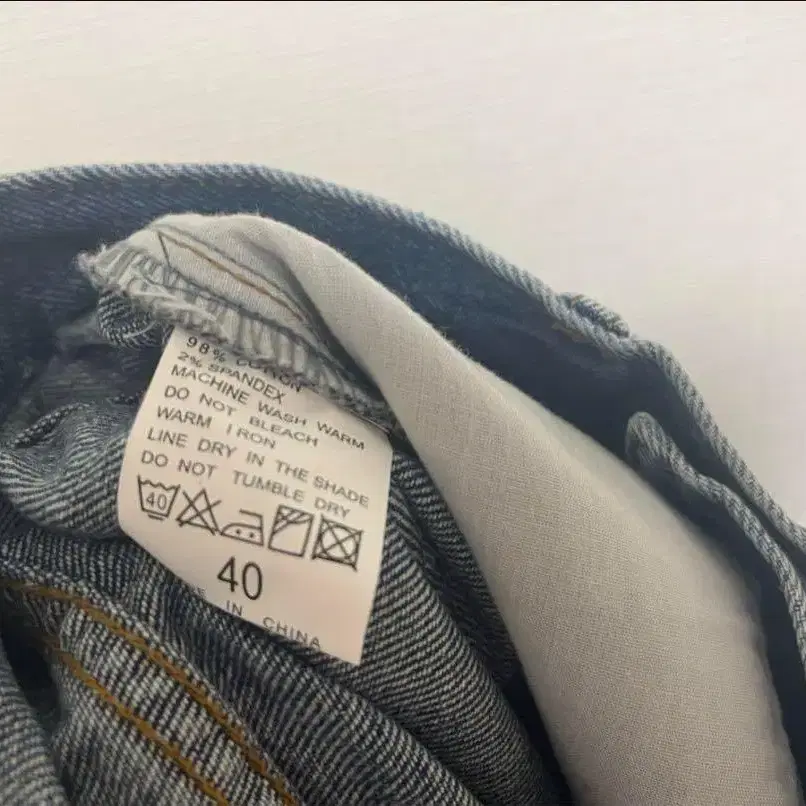 98% COTTON
2% SPANDEX
MACHINE WASH WARM
DO NOT BLEACH
WARM IRON
LINE DRY IN THE SHADE
DO NOT TUMBLE DRY
40
40
IN CHINA